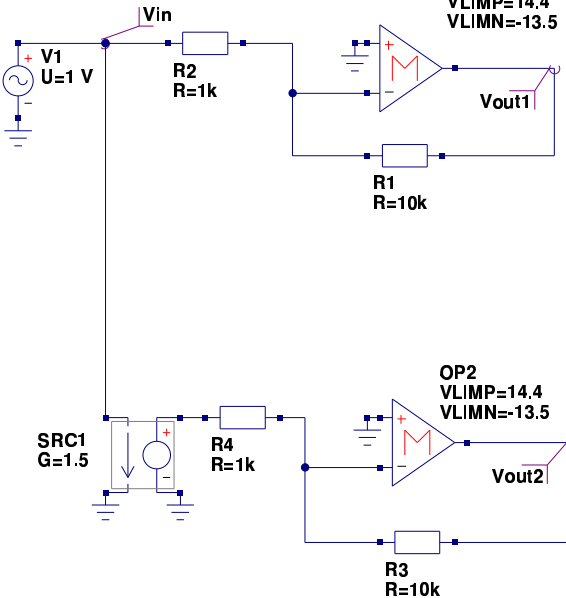 VLIMP=14.4
VLIMN=-13.5
Vin
V1
U=1 V
R2
R=1k
Vout1
R1
R=10k
OP2
VLIMP=14.4
VLIMN=-13.5
SRC1
G=1.5
R4
R=1k
Vout2
R3
R=10k